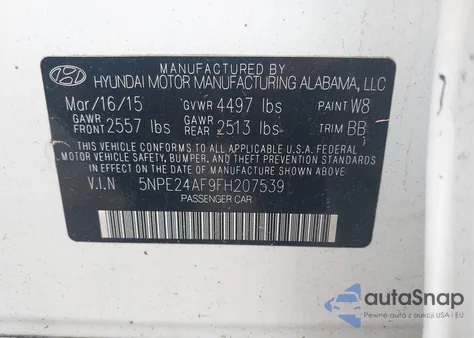 MANUFACTURED BY
HYUNDAI MOTOR MANUFACTURING ALABAMA, LLC
Mar/16/15 GVWR 4497 lbs PAINT W8
GAWR FRONT 2557 lbs GAWR REAR 2513 lbs TRIM BB
THIS VEHICLE CONFORMS TO ALL APPLICABLE U.S.A. FEDERAL
MOTOR VEHICLE SAFETY, BUMPER, AND THEFT PREVENTION STANDARDS
IN EFFECT ON THE DATE OF MANUFACTURE SHOWN ABOVE.
V.I.N 5NPE24AF9FH207539
PASSENGER CAR
autaSnap
Pewne auta z aukcji USA i EU